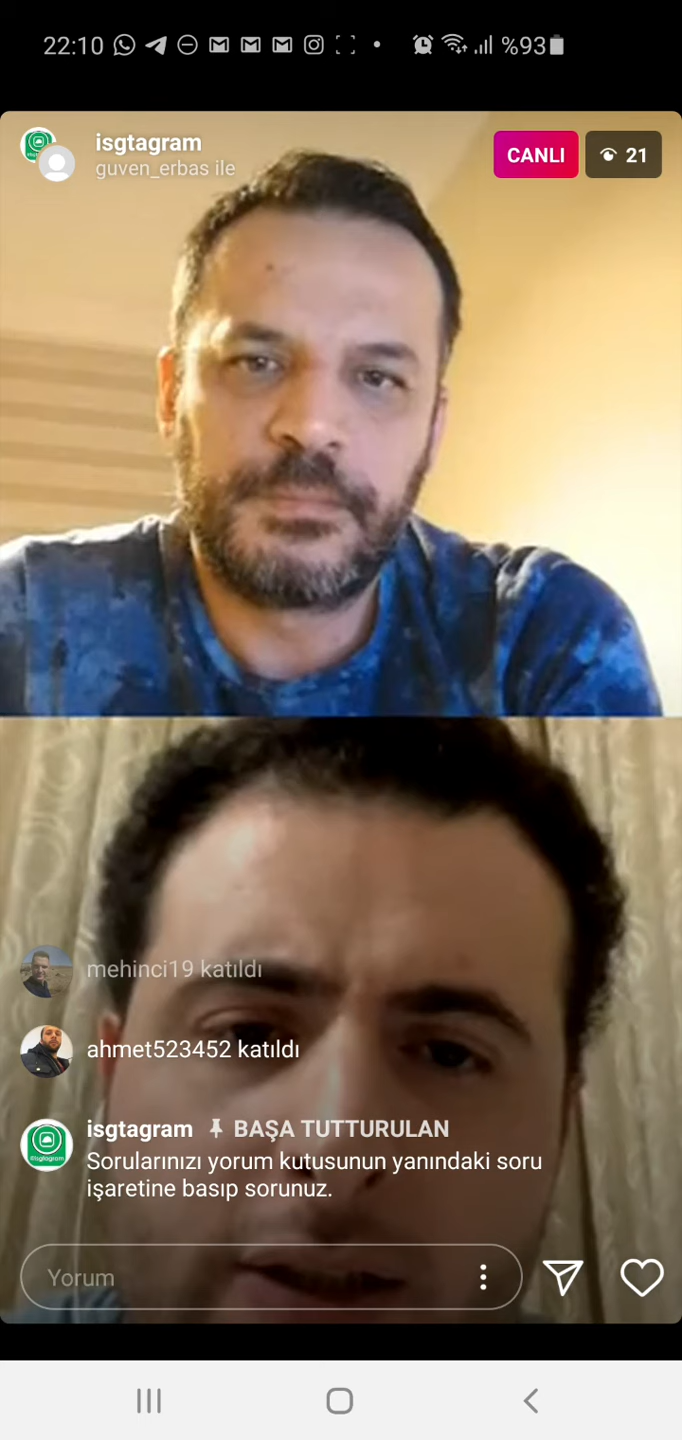 22:10
%93
isgtagram
guven_erbas ile
CANLI
21
mehinci19 katıldı
ahmet523452 katıldı
isgtagram BAŞA TUTTURULAN
Sorularınızı yorum kutusunun yanındaki soru
işaretine basıp sorunuz.
Yorum